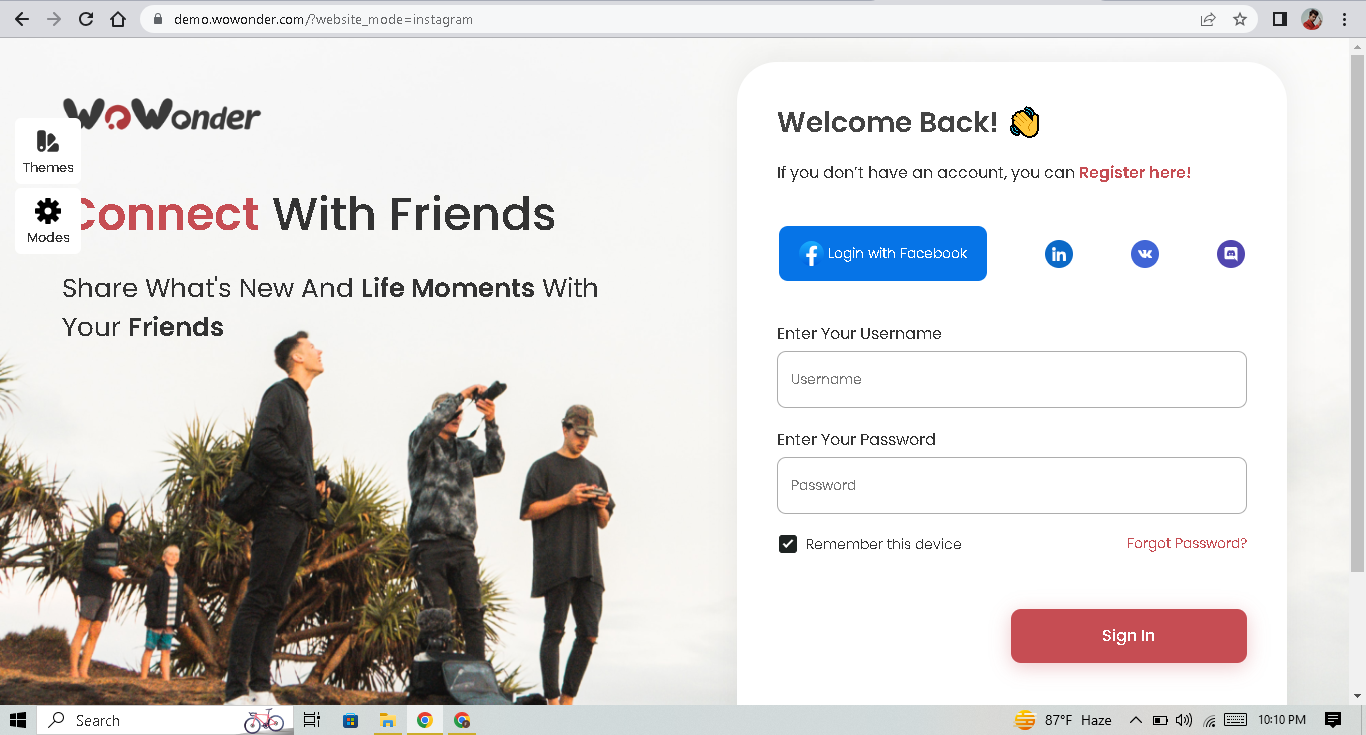 demo.wowonder.com/?website_mode=instagram
WoWonder
Themes
Modes
Connect With Friends
Share What's New And Life Moments With
Your Friends
Welcome Back!
If you don’t have an account, you can Register here!
Login with Facebook
in
Enter Your Username
Username
Enter Your Password
Password
Remember this device
Forgot Password?
Sign In
Search
87°F Haze
10:10 PM